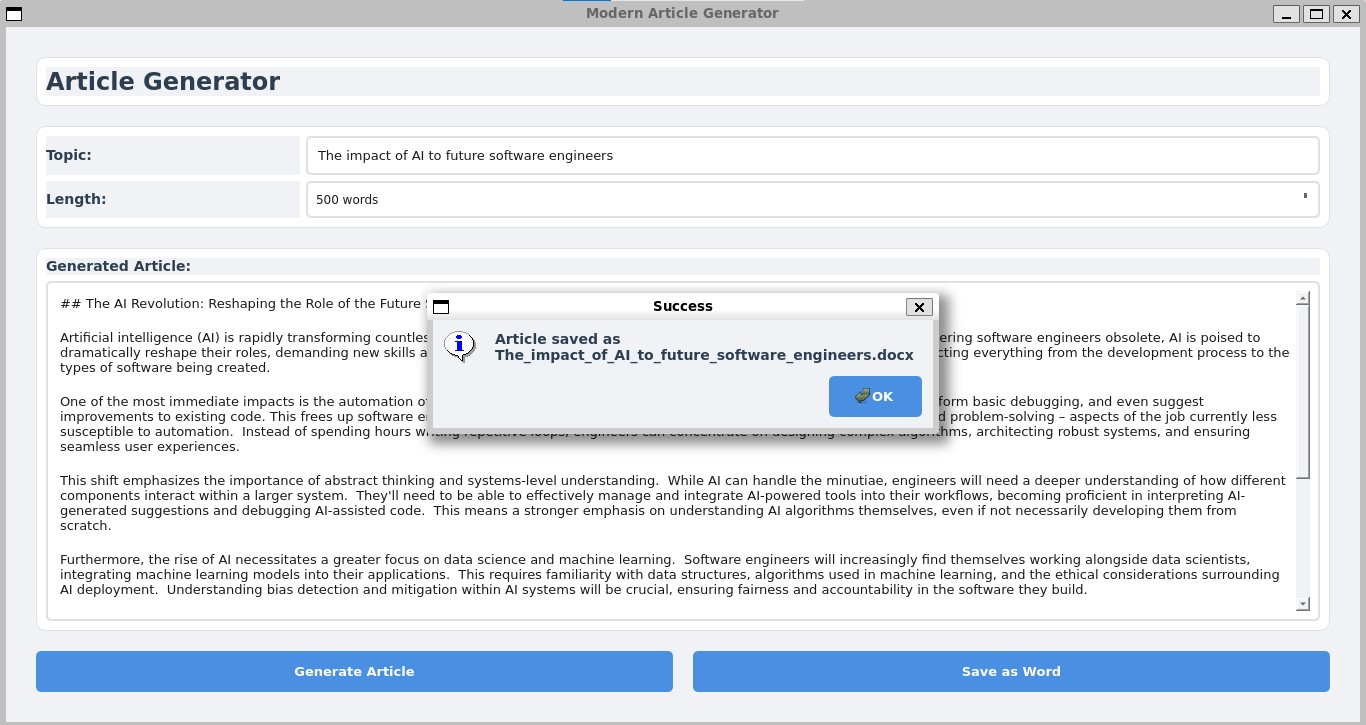 Modern Article Generator
Article Generator
Topic:
The impact of AI to future software engineers
Length:
500 words
Generated Article:
## The AI Revolution: Reshaping the Role of the Future
Artificial intelligence (AI) is rapidly transforming countles
ering software engineers obsolete, AI is poised to
dramatically reshape their roles, demanding new skills a
cting everything from the development process to the
types of software being created.
One of the most immediate impacts is the automation o
form basic debugging, and even suggest
improvements to existing code. This frees up software e
d problem-solving – aspects of the job currently less
susceptible to automation.  Instead of spending hours writing repetitive loops, engineers can concentrate on designing complex algorithms, architecting robust systems, and ensuring
seamless user experiences.
This shift emphasizes the importance of abstract thinking and systems-level understanding.  While AI can handle the minutiae, engineers will need a deeper understanding of how different
components interact within a larger system.  They'll need to be able to effectively manage and integrate AI-powered tools into their workflows, becoming proficient in interpreting AI-
generated suggestions and debugging AI-assisted code.  This means a stronger emphasis on understanding AI algorithms themselves, even if not necessarily developing them from
scratch.
Furthermore, the rise of AI necessitates a greater focus on data science and machine learning.  Software engineers will increasingly find themselves working alongside data scientists,
integrating machine learning models into their applications.  This requires familiarity with data structures, algorithms used in machine learning, and the ethical considerations surrounding
AI deployment.  Understanding bias detection and mitigation within AI systems will be crucial, ensuring fairness and accountability in the software they build.
Success
Article saved as
The_impact_of_AI_to_future_software_engineers.docx
OK
Generate Article
Save as Word